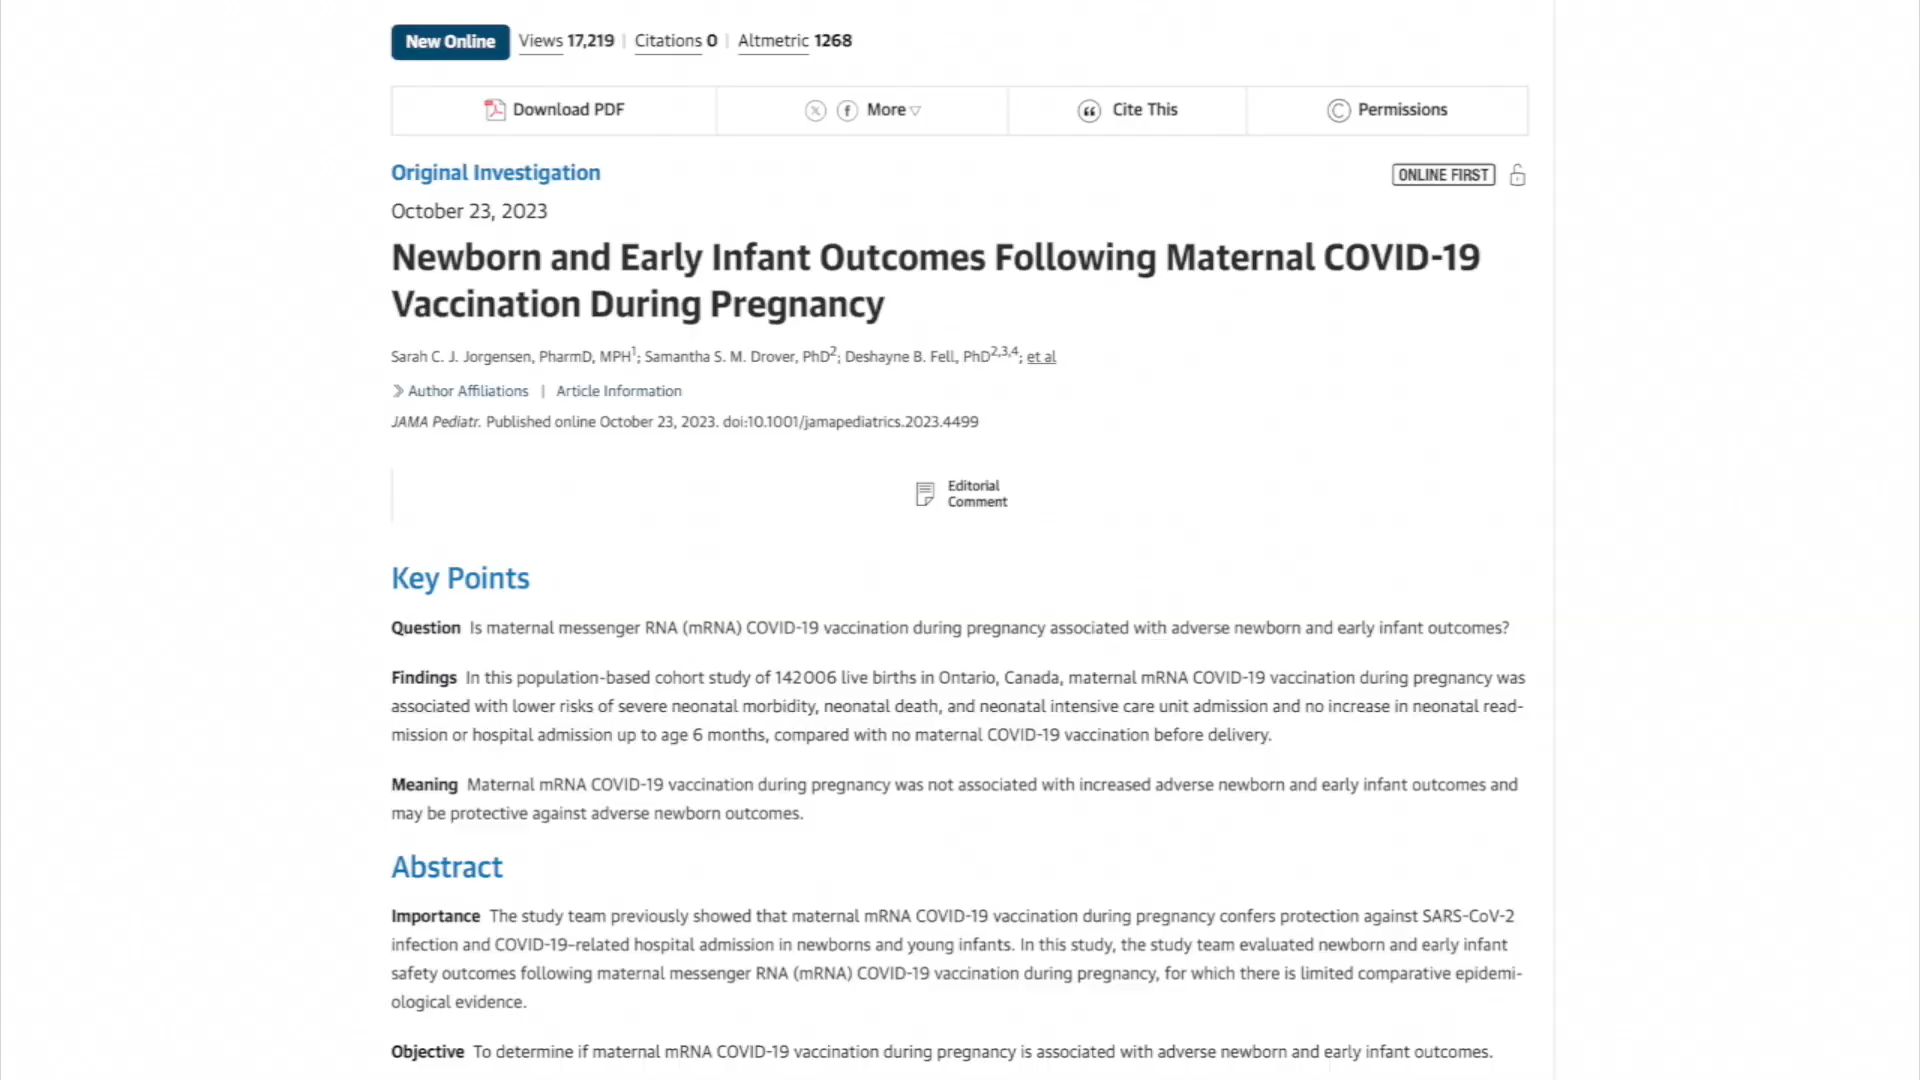 New Online Views 17,219 | Citations 0 | Altmetric 1268
Download PDF More Cite This Permissions
Original Investigation ONLINE FIRST
October 23, 2023
Newborn and Early Infant Outcomes Following Maternal COVID-19
Vaccination During Pregnancy
Sarah C. J. Jorgensen, PharmD, MPH1; Samantha S. M. Drover, PhD2; Deshayne B. Fell, PhD2,3,4; et al
Author Affiliations | Article Information
JAMA Pediatr. Published online October 23, 2023. doi:10.1001/jamapediatrics.2023.4499
Editorial
Comment
Key Points
Question Is maternal messenger RNA (mRNA) COVID-19 vaccination during pregnancy associated with adverse newborn and early infant outcomes?
Findings In this population-based cohort study of 142 006 live births in Ontario, Canada, maternal mRNA COVID-19 vaccination during pregnancy was
associated with lower risks of severe neonatal morbidity, neonatal death, and neonatal intensive care unit admission and no increase in neonatal read-
mission or hospital admission up to age 6 months, compared with no maternal COVID-19 vaccination before delivery.
Meaning Maternal mRNA COVID-19 vaccination during pregnancy was not associated with increased adverse newborn and early infant outcomes and
may be protective against adverse newborn outcomes.
Abstract
Importance The study team previously showed that maternal mRNA COVID-19 vaccination during pregnancy confers protection against SARS-CoV-2
infection and COVID-19–related hospital admission in newborns and young infants. In this study, the study team evaluated newborn and early infant
safety outcomes following maternal messenger RNA (mRNA) COVID-19 vaccination during pregnancy, for which there is limited comparative epidemi-
ological evidence.
Objective To determine if maternal mRNA COVID-19 vaccination during pregnancy is associated with adverse newborn and early infant outcomes.